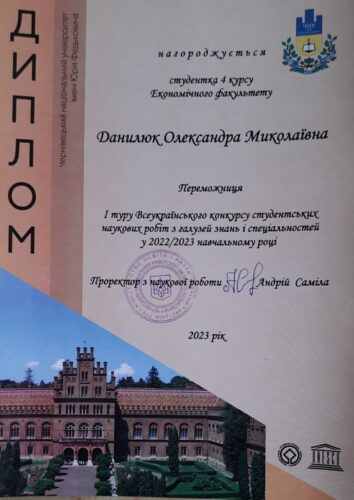 ДИПЛОМ
Чернівецький національний університет
імені Юрія Федьковича
нагороджується
студентка 4 курсу
Економічного факультету
Данилюк Олександра Миколаївна
Переможниця
І туру Всеукраїнського конкурсу студентських
наукових робіт з галузей знань і спеціальностей
у 2022/2023 навчальному році
Проректор з наукової роботи Андрій Саміла
2023 рік
UNESCO